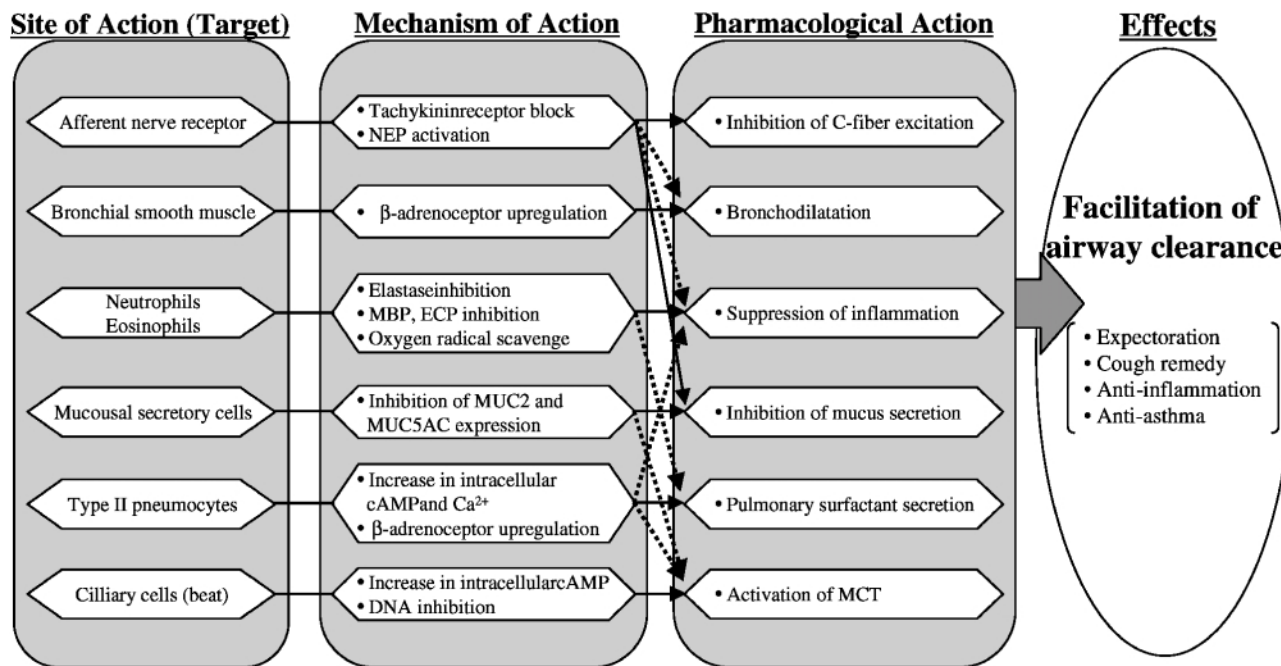 Site of Action (Target)
Mechanism of Action
Pharmacological Action
Effects
Afferent nerve receptor
• Tachykininreceptor block
• NEP activation
• Inhibition of C-fiber excitation
Bronchial smooth muscle
• β-adrenoceptor upregulation
• Bronchodilatation
Neutrophils
Eosinophils
• Elastaseinhibition
• MBP, ECP inhibition
• Oxygen radical scavenge
• Suppression of inflammation
Mucousal secretory cells
• Inhibition of MUC2 and
MUC5AC expression
• Inhibition of mucus secretion
Type II pneumocytes
• Increase in intracellular
cAMPand Ca²⁺
• β-adrenoceptor upregulation
• Pulmonary surfactant secretion
Cilliary cells (beat)
• Increase in intracellularcAMP
• DNA inhibition
• Activation of MCT
Facilitation of
airway clearance
• Expectoration
• Cough remedy
• Anti-inflammation
• Anti-asthma